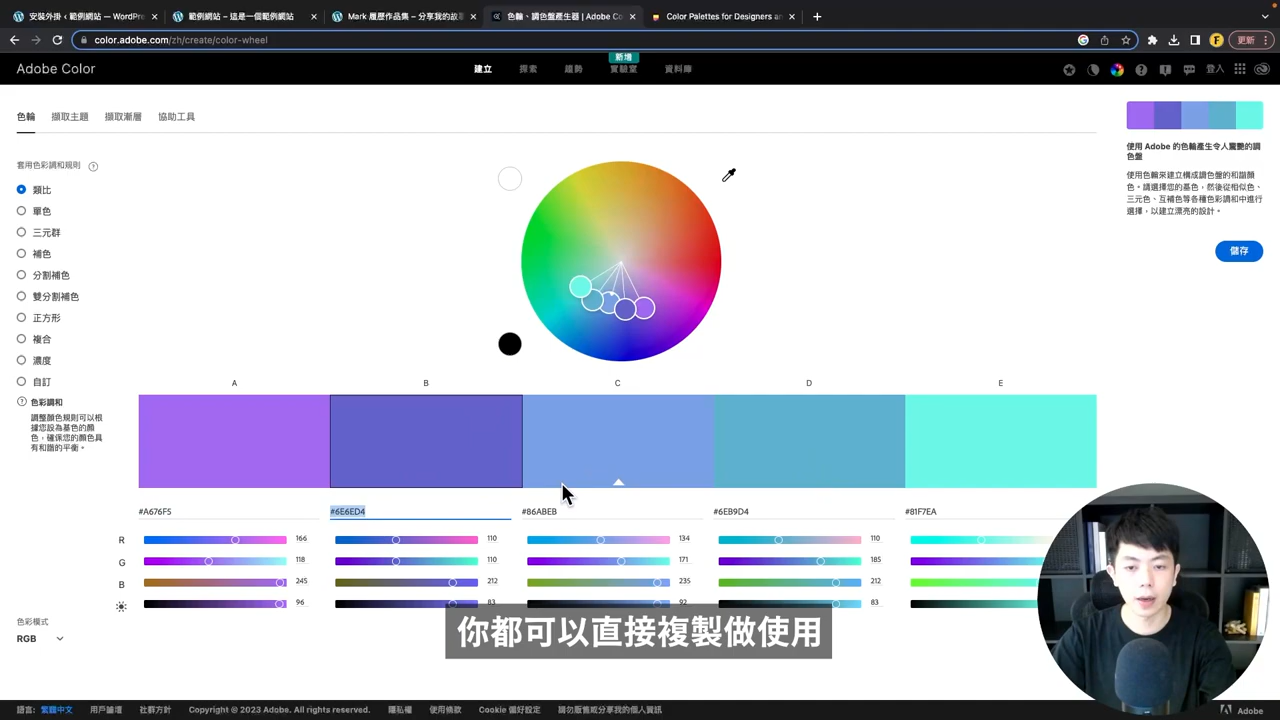 安裝外掛 ‹ 範例網站 — WordPre
範例網站 – 這是一個範例網站
Mark 履歷作品集 – 分享我的故事
色輪、調色盤產生器 | Adobe Co
Color Palettes for Designers an
color.adobe.com/zh/create/color-wheel
更新
Adobe Color
建立
探索
趨勢
新增
實驗室
資料庫
登入
色輪
擷取主題
擷取漸層
協助工具
套用色彩調和規則
類比
單色
三元群
補色
分割補色
雙分割補色
正方形
複合
濃度
自訂
色彩調和
調整顏色規則可以根
據您設為基色的顏
色，確保您的顏色具
有和諧的平衡。
使用 Adobe 的色輪產生令人驚艷的調
色盤
使用色輪來建立構成調色盤的和諧顏
色。請選擇您的基色，然後從相似色、
三元色、互補色等各種色彩調和中進行
選擇，以建立漂亮的設計。
儲存
A
B
C
D
E
#A676F5
#6E6ED4
#86ABEB
#6EB9D4
#81F7EA
R
166
110
134
110
G
118
110
171
185
B
245
212
235
212
96
83
92
83
色彩模式
RGB
你都可以直接複製做使用
語言: 繁體中文
用戶論壇
社群方針
Copyright © 2023 Adobe. All rights reserved.
隱私權
使用條款
Cookie 偏好設定
請勿販售或分享我的個人資訊
Adobe